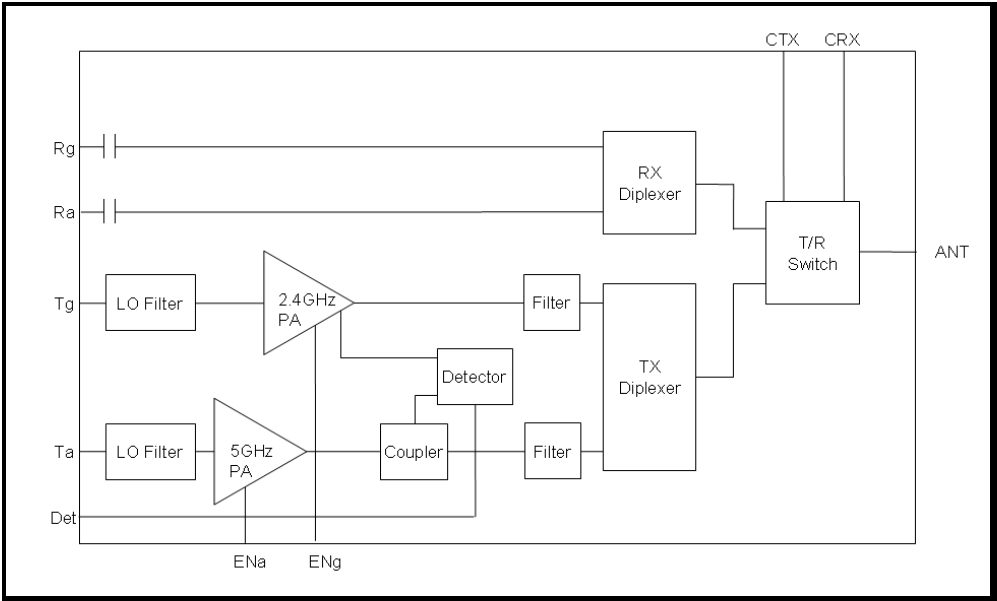 CTX CRX
Rg
RX
Diplexer
Ra
T/R
Switch
ANT
Tg
LO Filter
2.4GHz
PA
Filter
TX
Diplexer
Detector
Ta
LO Filter
5GHz
PA
Coupler
Filter
Det
ENa ENg